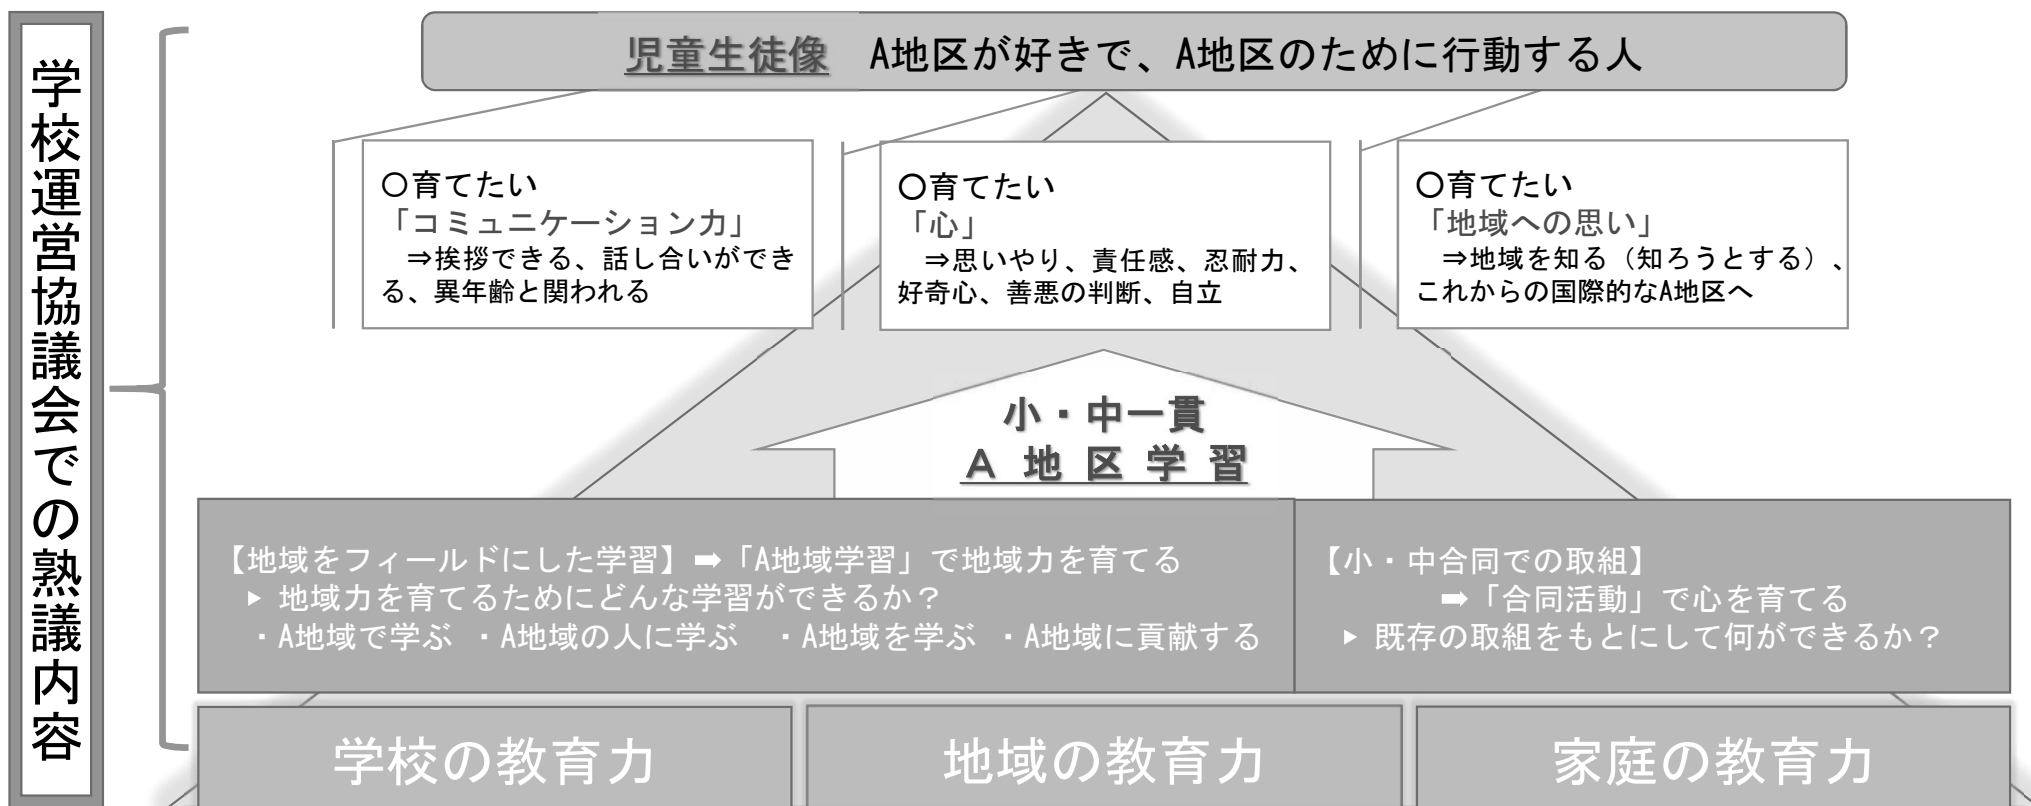 学校運営協議会での熟議内容
児童生徒像　A地区が好きで、A地区のために行動する人
〇育てたい
「コミュニケーション力」
⇒挨拶できる、話し合いができ
る、異年齢と関われる
〇育てたい
「心」
⇒思いやり、責任感、忍耐力、
好奇心、善悪の判断、自立
〇育てたい
「地域への思い」
⇒地域を知る（知ろうとする）、
これからの国際的なA地区へ
小・中一貫
A 地 区 学 習
【地域をフィールドにした学習】➡「A地域学習」で地域力を育てる
▶ 地域力を育てるためにどんな学習ができるか？
・A地域で学ぶ ・A地域の人に学ぶ ・A地域を学ぶ ・A地域に貢献する
【小・中合同での取組】
➡「合同活動」で心を育てる
▶ 既存の取組をもとにして何ができるか？
学校の教育力
地域の教育力
家庭の教育力